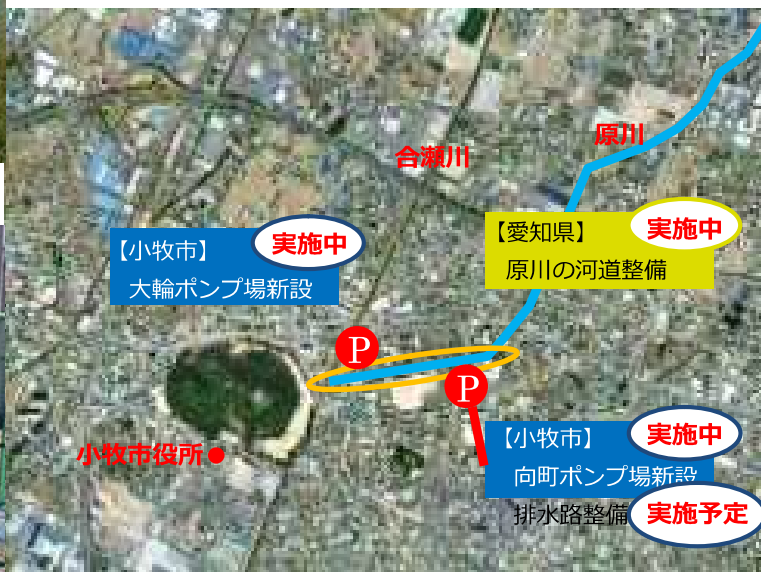 原川
合瀬川
【小牧市】
実施中
大輪ポンプ場新設
【愛知県】
実施中
原川の河道整備
P
P
小牧市役所
【小牧市】
実施中
向町ポンプ場新設
排水路整備
実施予定